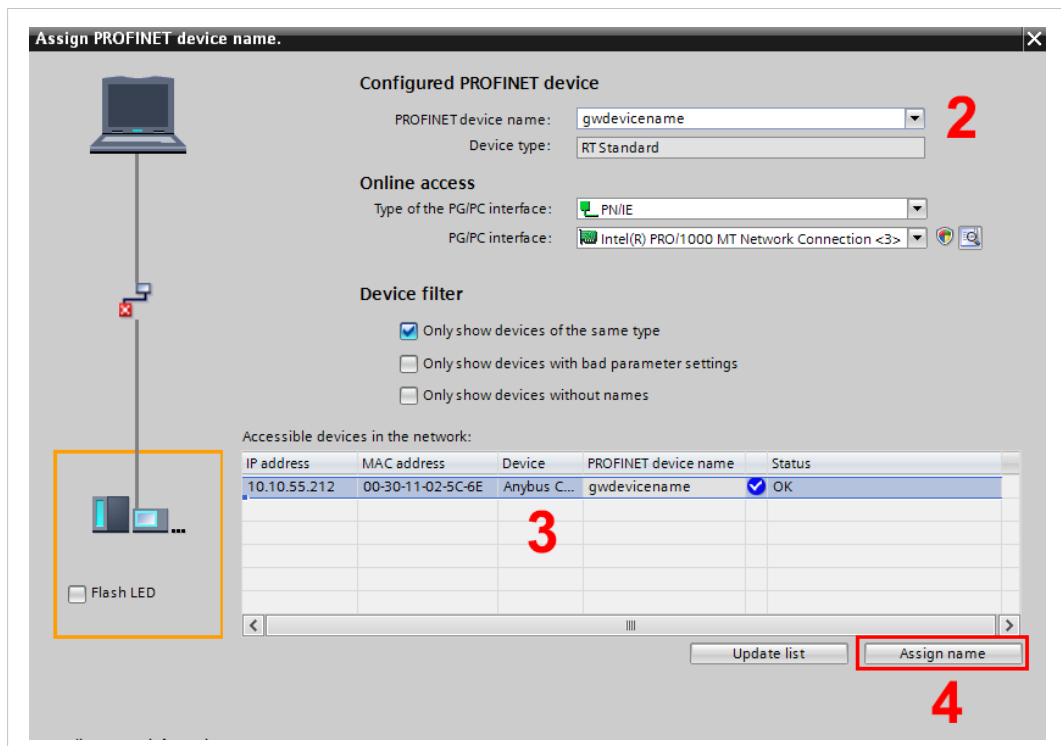 Assign PROFINET device name.
Configured PROFINET device
PROFINET device name: gwdevicename
2
Device type: RT Standard
Online access
Type of the PG/PC interface: PN/IE
PG/PC interface: Intel(R) PRO/1000 MT Network Connection <3>
Device filter
Only show devices of the same type
Only show devices with bad parameter settings
Only show devices without names
Accessible devices in the network:
IP address MAC address Device PROFINET device name Status
10.10.55.212 00-30-11-02-5C-6E Anybus C... gwdevicename OK
3
Flash LED
Update list Assign name
4